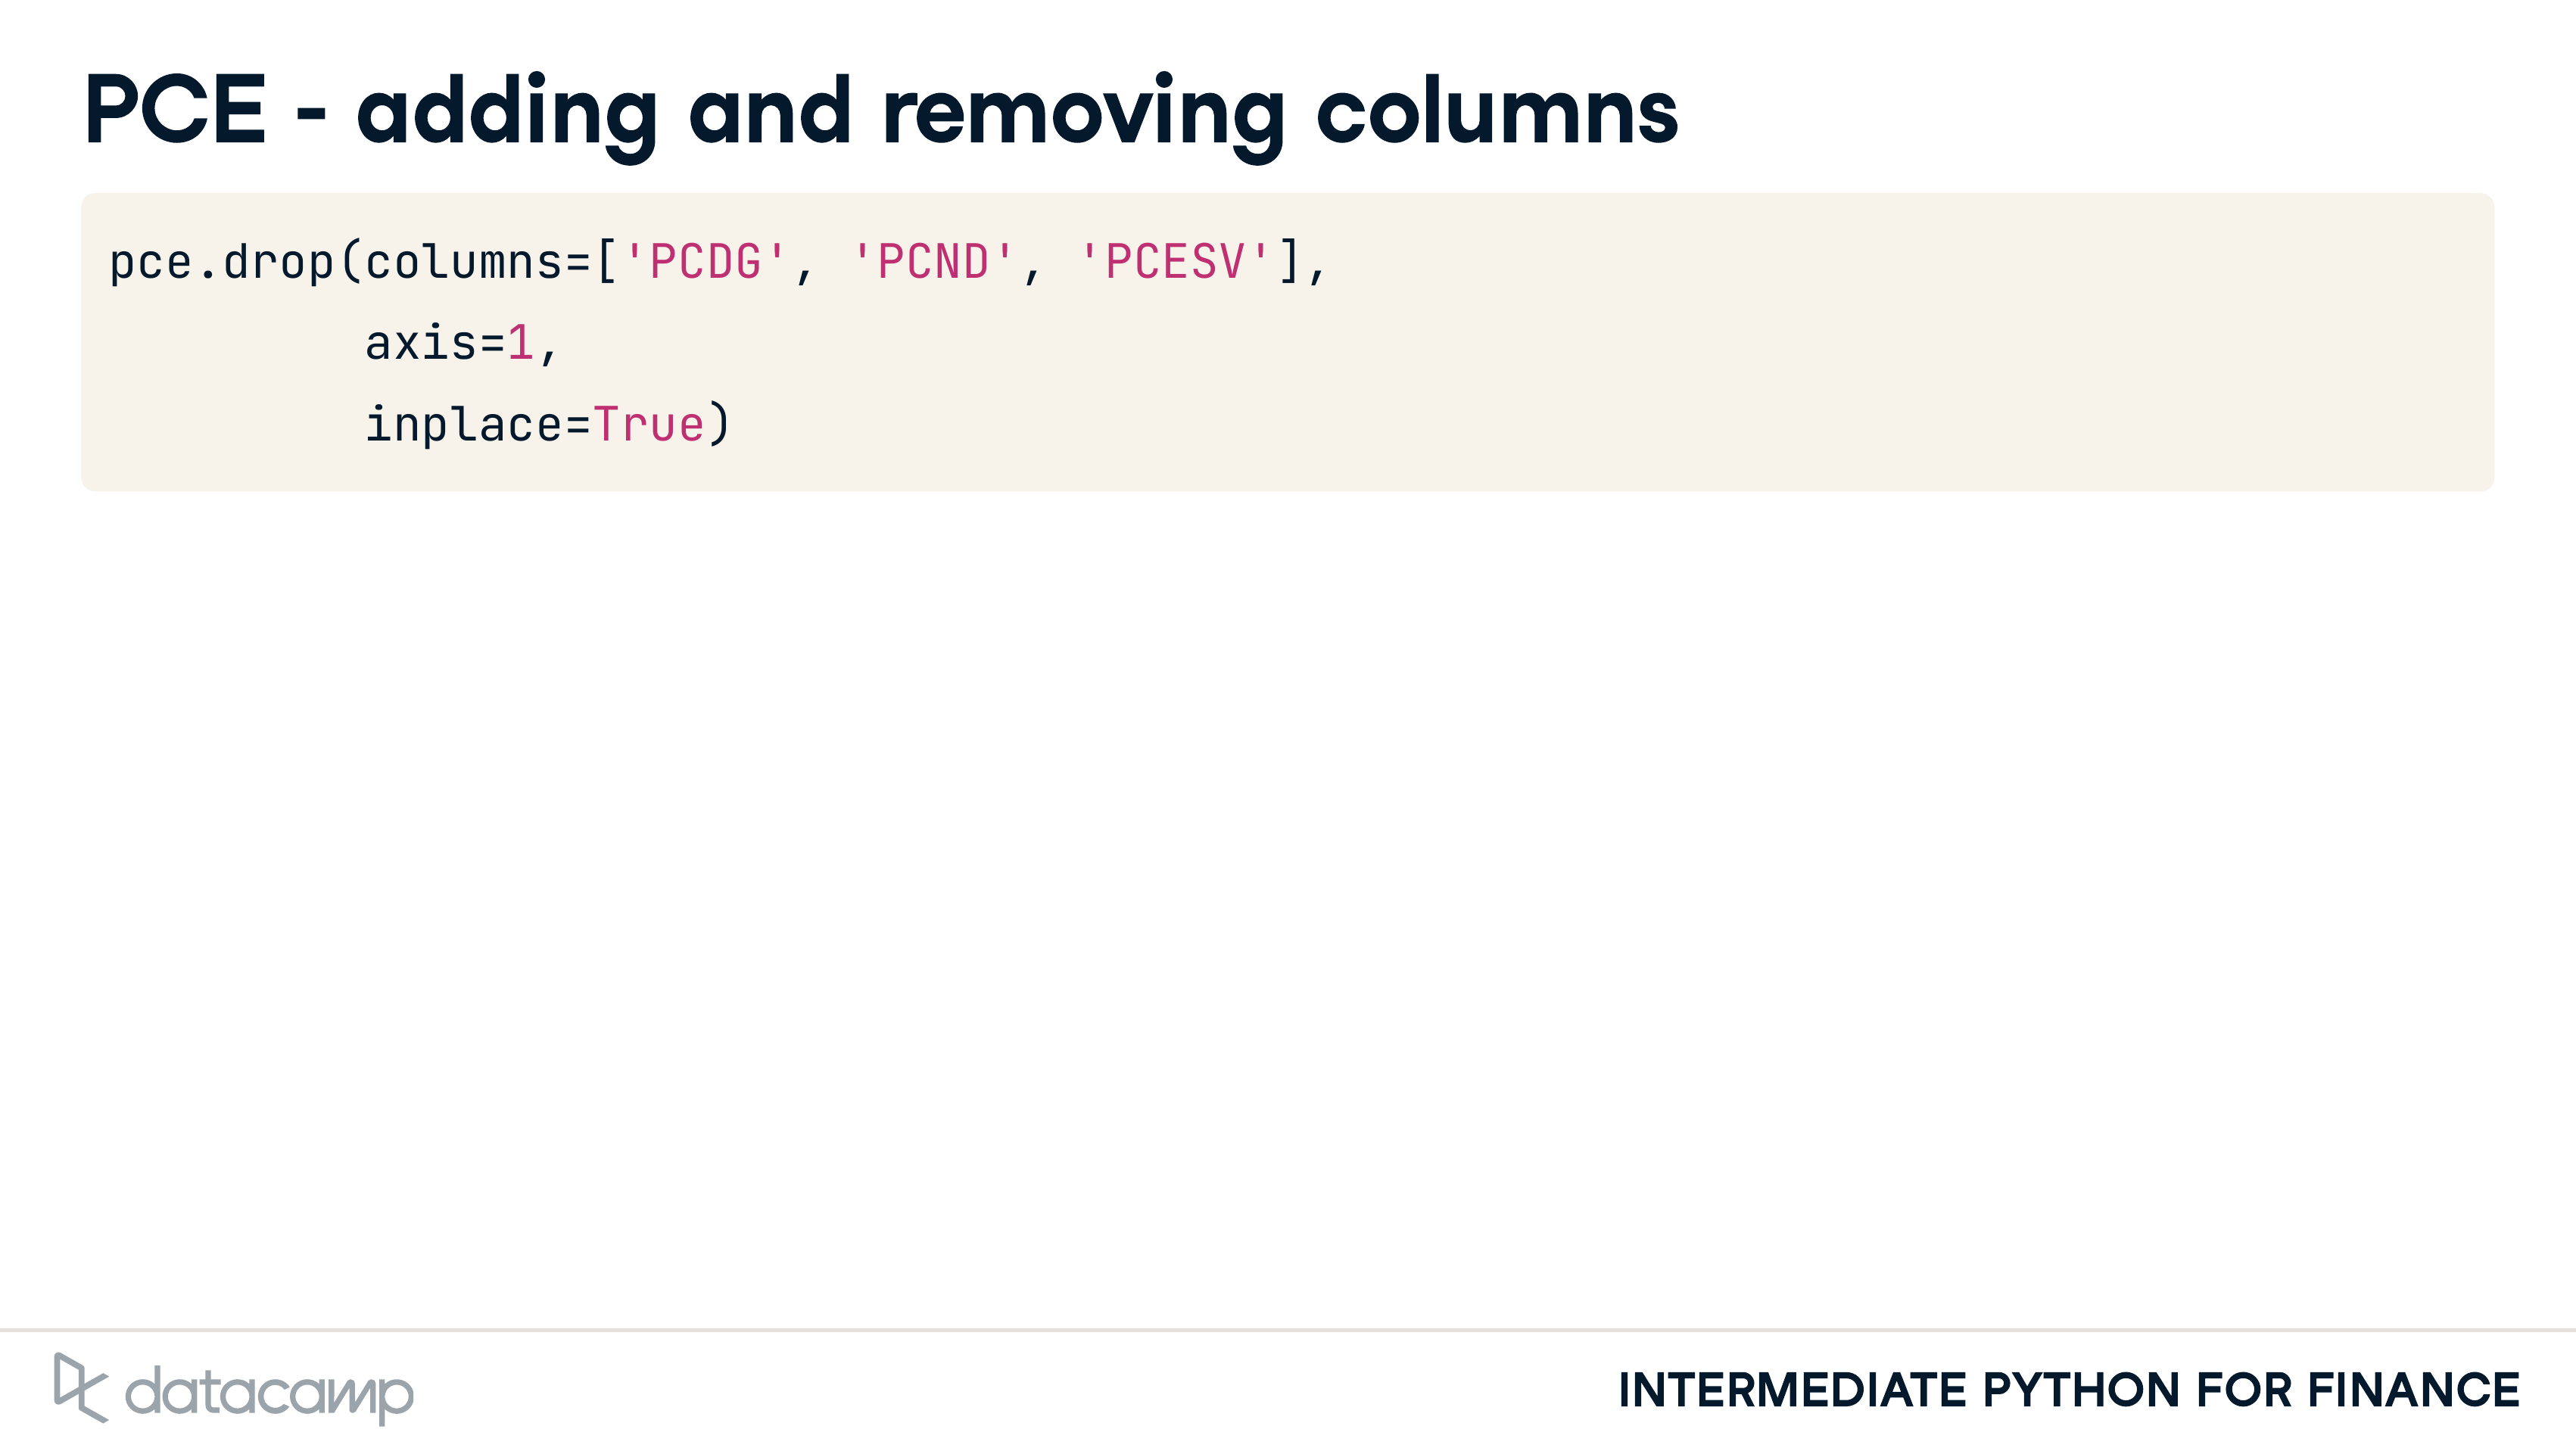 PCE - adding and removing columns
pce.drop(columns=['PCDG', 'PCND', 'PCESV'],
axis=1,
inplace=True)
datacamp
INTERMEDIATE PYTHON FOR FINANCE